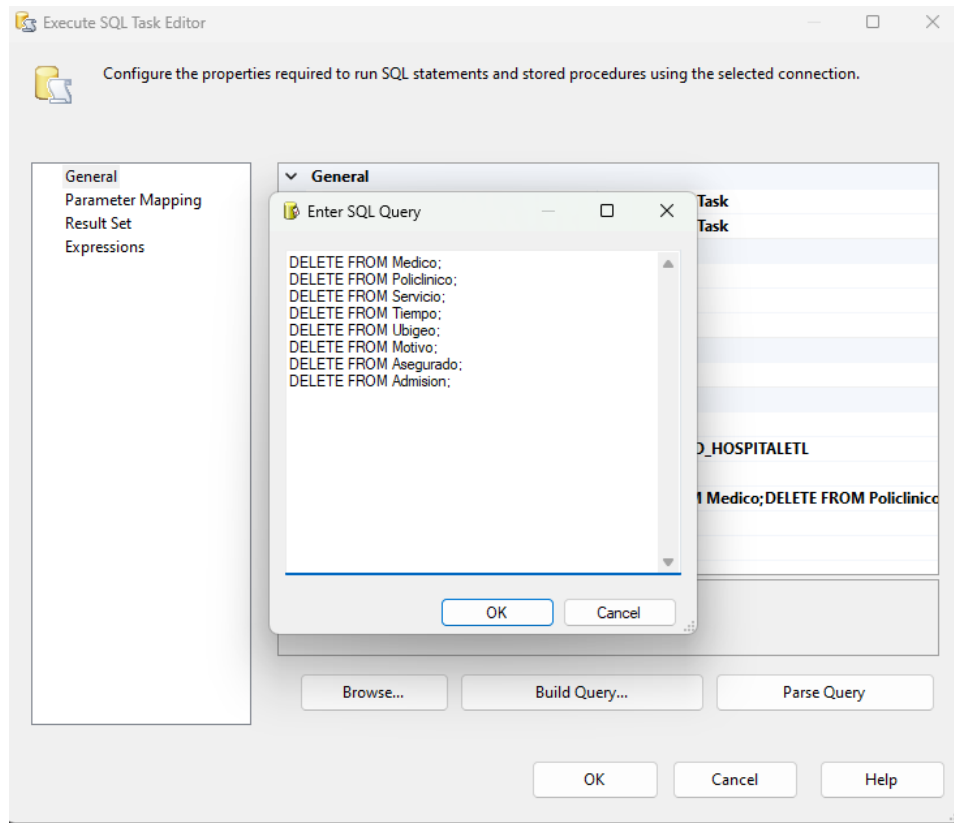 Execute SQL Task Editor
Configure the properties required to run SQL statements and stored procedures using the selected connection.
General
Parameter Mapping
Result Set
Expressions
General
Task
Task
Enter SQL Query
DELETE FROM Medico;
DELETE FROM Policlinico;
DELETE FROM Servicio;
DELETE FROM Tiempo;
DELETE FROM Ubigeo;
DELETE FROM Motivo;
DELETE FROM Asegurado;
DELETE FROM Admision;
_HOSPITALETL
Medico;DELETE FROM Policlinico
OK
Cancel
Browse...
Build Query...
Parse Query
OK
Cancel
Help